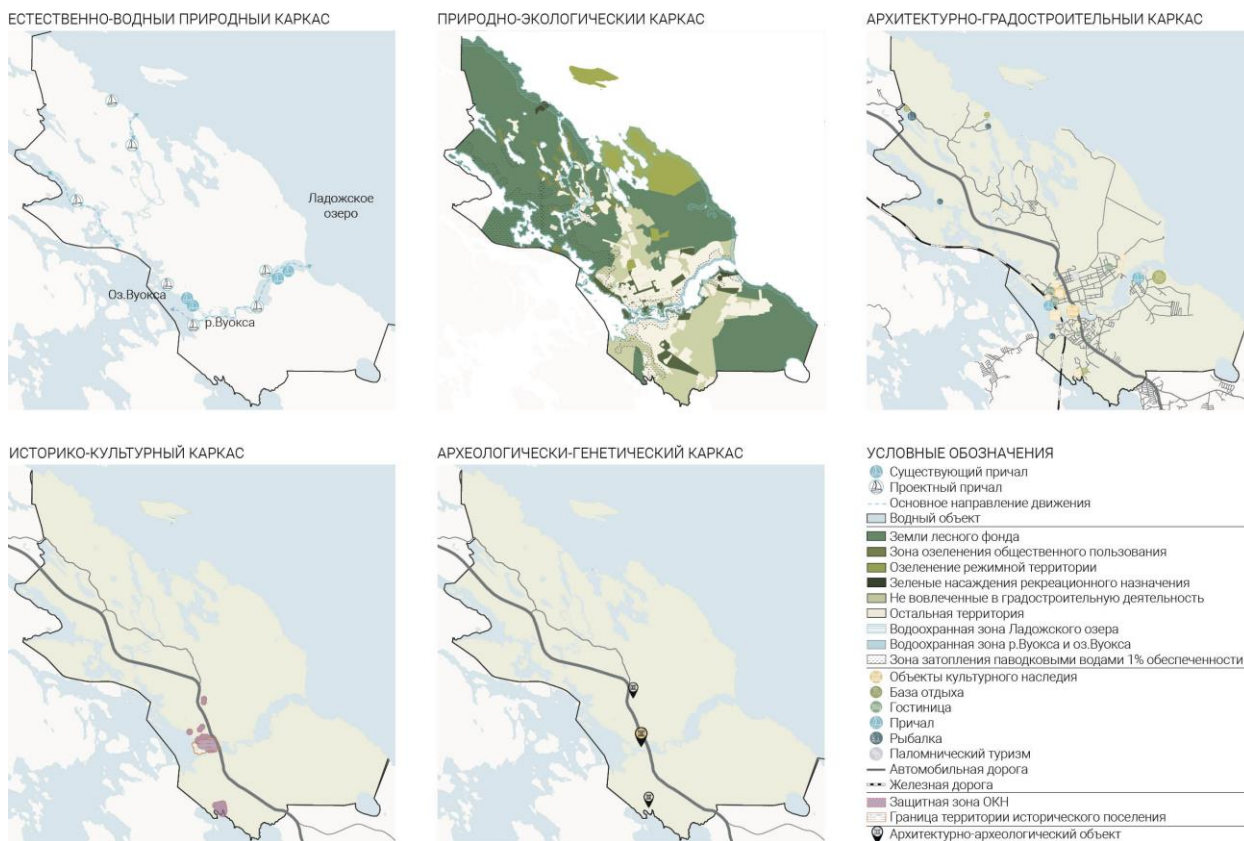 ЕСТЕСТВЕННО-ВОДНЫЙ ПРИРОДНЫЙ КАРКАС
ПРИРОДНО-ЭКОЛОГИЧЕСКИЙ КАРКАС
АРХИТЕКТУРНО-ГРАДОСТРОИТЕЛЬНЫЙ КАРКАС
Ладожское
озеро
Оз.Вуокса
р.Вуокса
ИСТОРИКО-КУЛЬТУРНЫЙ КАРКАС
АРХЕОЛОГИЧЕСКИ-ГЕНЕТИЧЕСКИЙ КАРКАС
УСЛОВНЫЕ ОБОЗНАЧЕНИЯ
Существующий причал
Проектный причал
Основное направление движения
Водный объект
Земли лесного фонда
Зона озеленения общественного пользования
Озеленение режимной территории
Зеленые насаждения рекреационного назначения
Не вовлеченные в градостроительную деятельность
Остальная территория
Водоохранная зона Ладожского озера
Водоохранная зона р.Вуокса и оз.Вуокса
Зона затопления паводковыми водами 1% обеспеченности
Объекты культурного наследия
База отдыха
Гостиница
Причал
Рыбалка
Паломнический туризм
Автомобильная дорога
Железная дорога
Защитная зона ОКН
Граница территории исторического поселения
Архитектурно-археологический объект